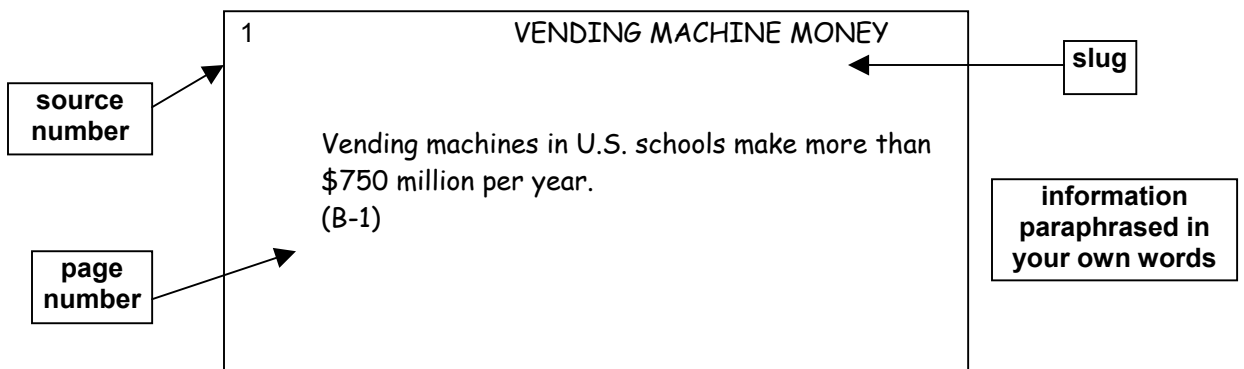 1 VENDING MACHINE MONEY
slug
source
number
Vending machines in U.S. schools make more than
$750 million per year.
(B-1)
information
paraphrased in
your own words
page
number